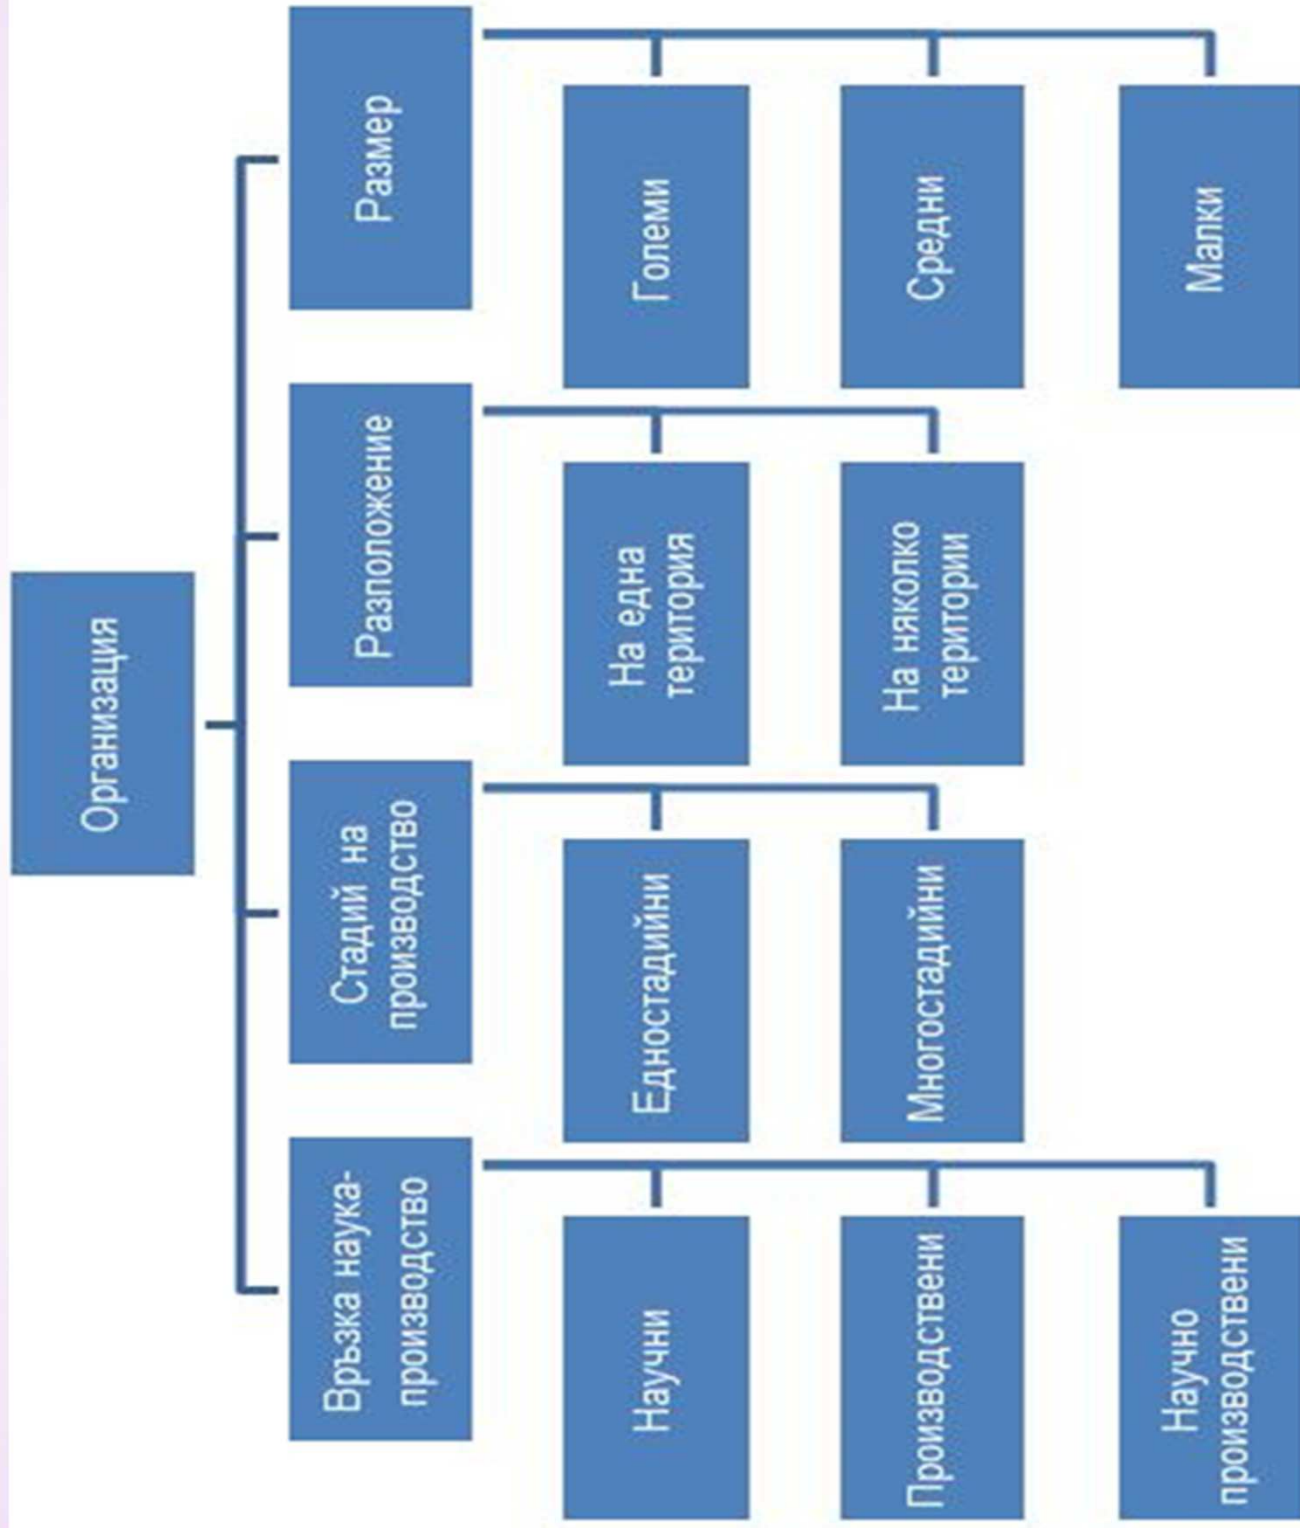 Организация
Връзка наука-
производство
Стадий на
производство
Разположение
Размер
Научни
Производствени
Научно
производствени
Едностадийни
Многостадийни
На една
територия
На няколко
територии
Големи
Средни
Малки